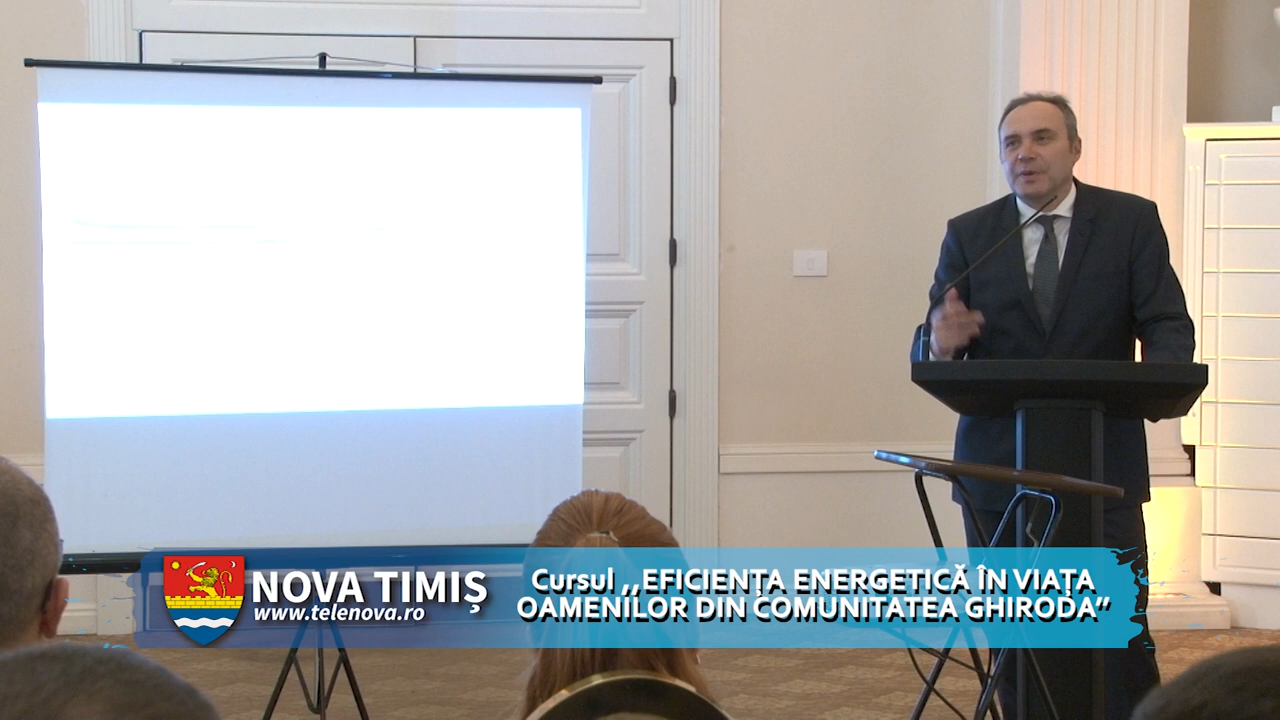 NOVA TIMIȘ
www.telenova.ro
Cursul ,,EFICIENȚA ENERGETICĂ ÎN VIAȚA
OAMENILOR DIN COMUNITATEA GHIRODA”